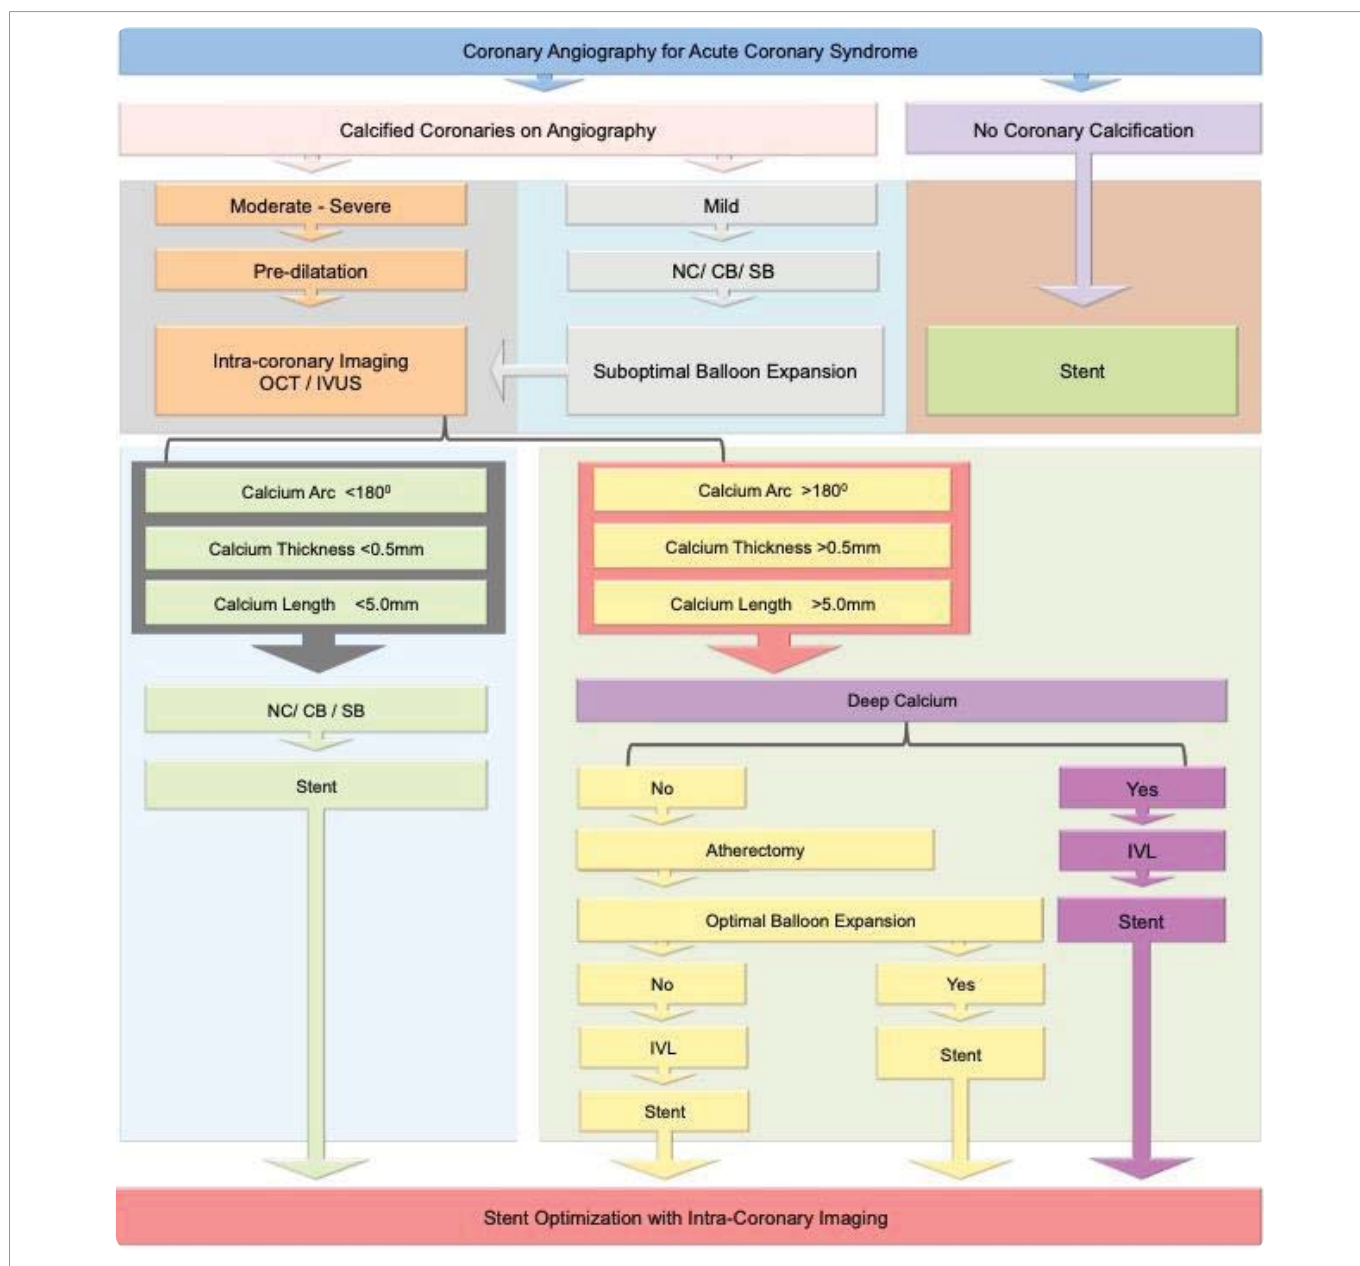 Coronary Angiography for Acute Coronary Syndrome
Calcified Coronaries on Angiography
No Coronary Calcification
Moderate - Severe
Mild
Pre-dilatation
NC/ CB/ SB
Intra-coronary Imaging
OCT / IVUS
Suboptimal Balloon Expansion
Stent
Calcium Arc <180⁰
Calcium Thickness <0.5mm
Calcium Length <5.0mm
Calcium Arc >180⁰
Calcium Thickness >0.5mm
Calcium Length >5.0mm
NC/ CB / SB
Stent
Deep Calcium
No
Yes
Atherectomy
IVL
Optimal Balloon Expansion
Stent
No
Yes
IVL
Stent
Stent
Stent Optimization with Intra-Coronary Imaging